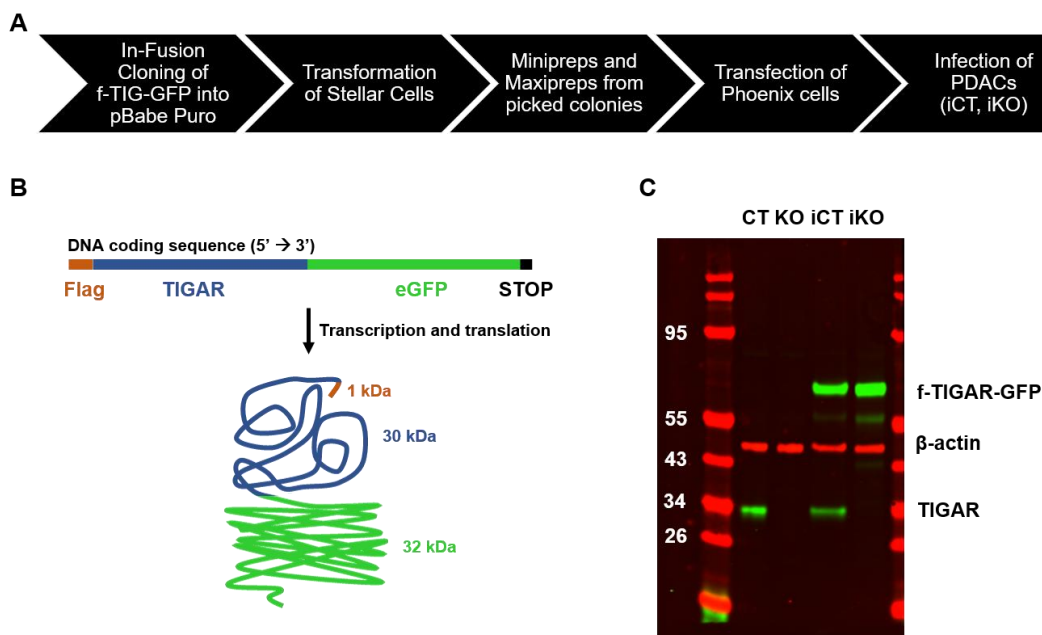 A
In-Fusion
Cloning of
f-TIG-GFP into
pBabe Puro
Transformation
of Stellar Cells
Minipreps and
Maxipreps from
picked colonies
Transfection of
Phoenix cells
Infection of
PDACs
(iCT, iKO)
B
DNA coding sequence (5' → 3')
Flag TIGAR eGFP STOP
Transcription and translation
1 kDa
30 kDa
32 kDa
C
CT KO iCT iKO
95
55
43
34
26
f-TIGAR-GFP
β-actin
TIGAR